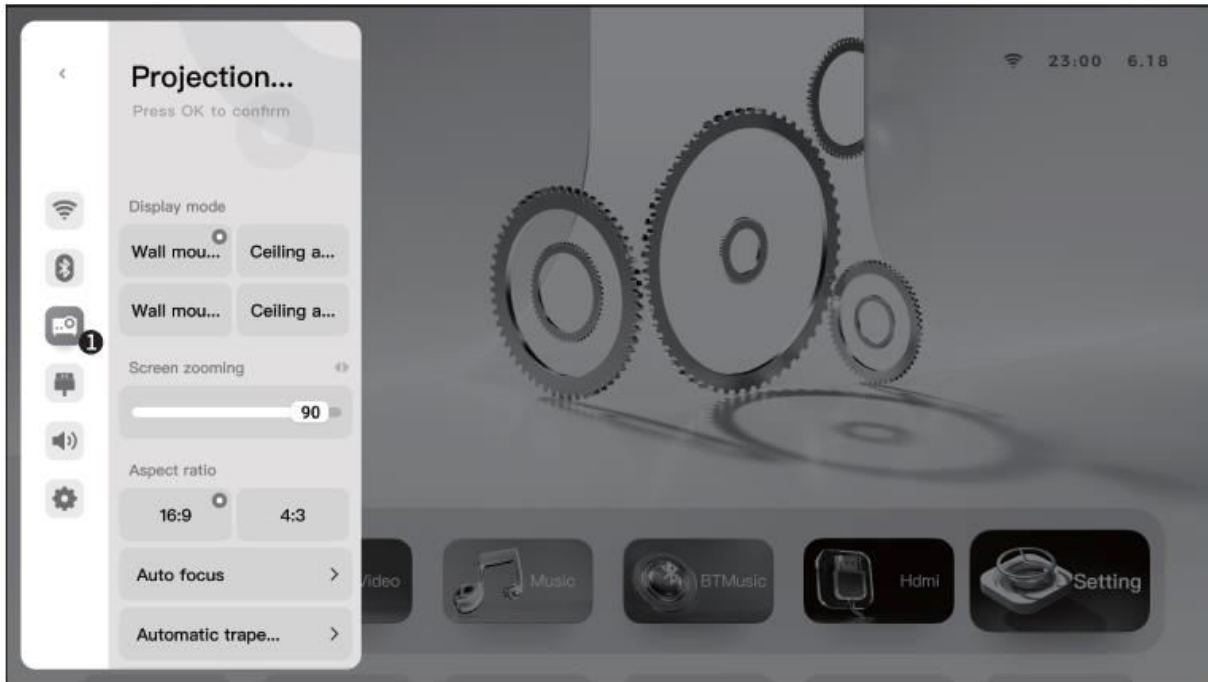 Projection...
Press OK to confirm
23:00 6.18
Display mode
Wall mou... Ceiling a...
Wall mou... Ceiling a...
1
Screen zooming
90
Aspect ratio
16:9 4:3
Auto focus
Automatic trape...
Video Music BTMusic Hdmi Setting